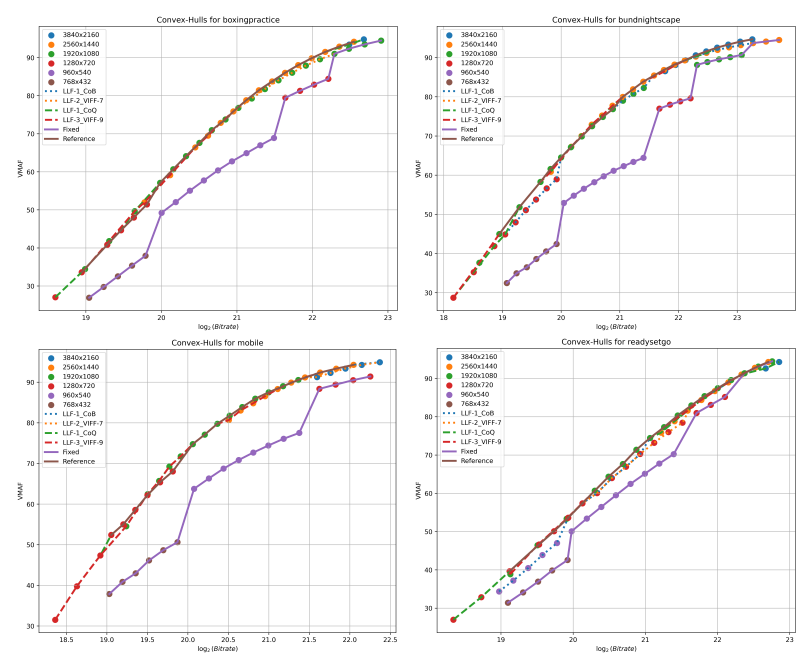 Convex-Hulls for boxingpractice
3840x2160
2560x1440
1920x1080
1280x720
960x540
768x432
LLF-1_CoB
LLF-2_VIFF-7
LLF-1_CoQ
LLF-3_VIFF-9
Fixed
Reference
VMAF
90
80
70
60
50
40
30
19 20 21 22 23
log₂(Bitrate)
Convex-Hulls for bundnightscape
3840x2160
2560x1440
1920x1080
1280x720
960x540
768x432
LLF-1_CoB
LLF-2_VIFF-7
LLF-1_CoQ
LLF-3_VIFF-9
Fixed
Reference
VMAF
90
80
70
60
50
40
30
18 19 20 21 22 23
log₂(Bitrate)
Convex-Hulls for mobile
3840x2160
2560x1440
1920x1080
1280x720
960x540
768x432
LLF-1_CoB
LLF-2_VIFF-7
LLF-1_CoQ
LLF-3_VIFF-9
Fixed
Reference
VMAF
90
80
70
60
50
40
30
18.5 19.0 19.5 20.0 20.5 21.0 21.5 22.0 22.5
log₂(Bitrate)
Convex-Hulls for readysetgo
3840x2160
2560x1440
1920x1080
1280x720
960x540
768x432
LLF-1_CoB
LLF-2_VIFF-7
LLF-1_CoQ
LLF-3_VIFF-9
Fixed
Reference
VMAF
90
80
70
60
50
40
30
19 20 21 22 23
log₂(Bitrate)